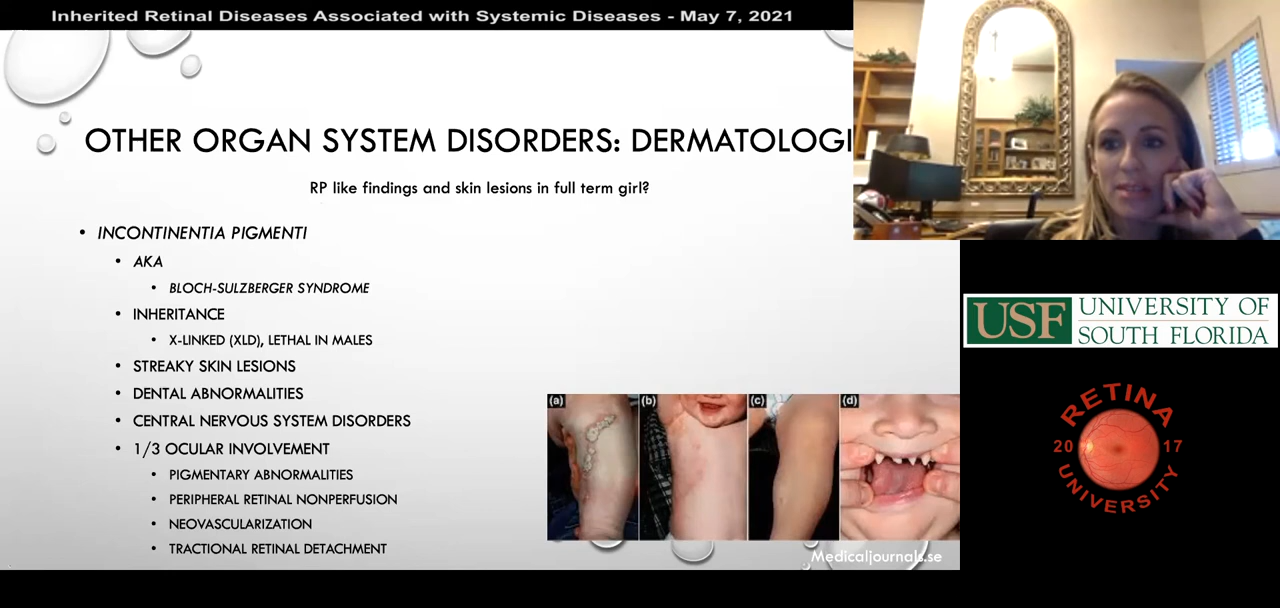 Inherited Retinal Diseases Associated with Systemic Diseases - May 7, 2021
OTHER ORGAN SYSTEM DISORDERS: DERMATOLOGI
RP like findings and skin lesions in full term girl?
• INCONTINENTIA PIGMENTI
• AKA
• BLOCH-SULZBERGER SYNDROME
• INHERITANCE
• X-LINKED (XLD), LETHAL IN MALES
• STREAKY SKIN LESIONS
• DENTAL ABNORMALITIES
• CENTRAL NERVOUS SYSTEM DISORDERS
• 1/3 OCULAR INVOLVEMENT
• PIGMENTARY ABNORMALITIES
• PERIPHERAL RETINAL NONPERFUSION
• NEOVASCULARIZATION
• TRACTIONAL RETINAL DETACHMENT
(a) (b) (c) (d)
Medicaljournals.se
USF UNIVERSITY OF
SOUTH FLORIDA
RETINA
20 17
UNIVERSITY